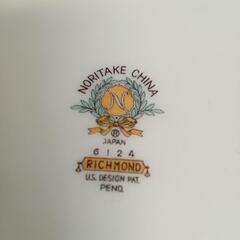 NORITAKE CHINA
N
®
JAPAN
6124
RICHMOND
U.S. DESIGN PAT.
PEND.